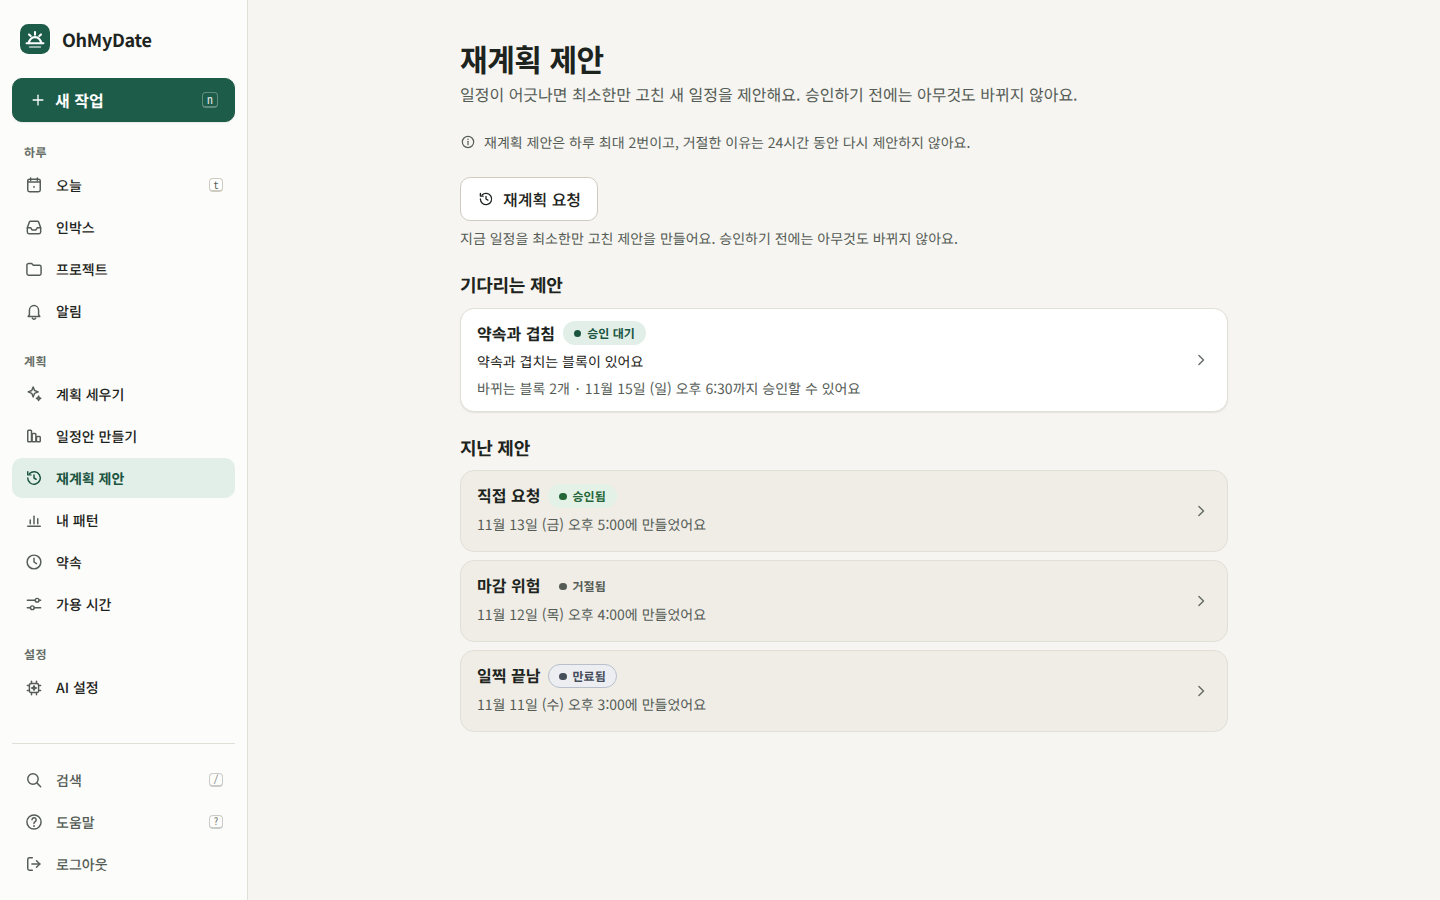 OhMyDate
새 작업 n
하루
오늘 t
인박스
프로젝트
알림
계획
계획 세우기
일정안 만들기
재계획 제안
내 패턴
약속
가용 시간
설정
AI 설정
검색 /
도움말 ?
로그아웃
재계획 제안
일정이 어긋나면 최소한만 고친 새 일정을 제안해요. 승인하기 전에는 아무것도 바뀌지 않아요.
재계획 제안은 하루 최대 2번이고, 거절한 이유는 24시간 동안 다시 제안하지 않아요.
재계획 요청
지금 일정을 최소한만 고친 제안을 만들어요. 승인하기 전에는 아무것도 바뀌지 않아요.
기다리는 제안
약속과 겹침 승인 대기
약속과 겹치는 블록이 있어요
바뀌는 블록 2개 · 11월 15일 (일) 오후 6:30까지 승인할 수 있어요
지난 제안
직접 요청 승인됨
11월 13일 (금) 오후 5:00에 만들었어요
마감 위험 거절됨
11월 12일 (목) 오후 4:00에 만들었어요
일찍 끝남 만료됨
11월 11일 (수) 오후 3:00에 만들었어요